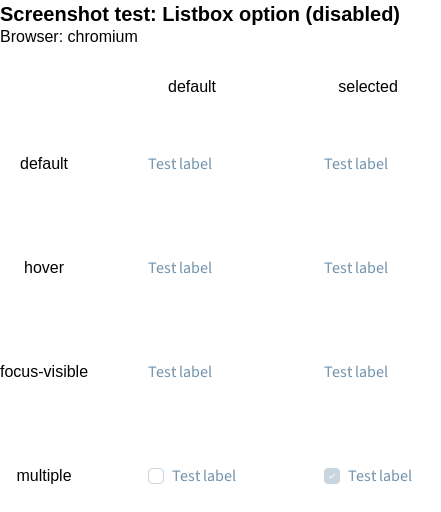 Screenshot test: Listbox option (disabled)
Browser: chromium
default selected
default Test label Test label
hover Test label Test label
focus-visible Test label Test label
multiple Test label Test label